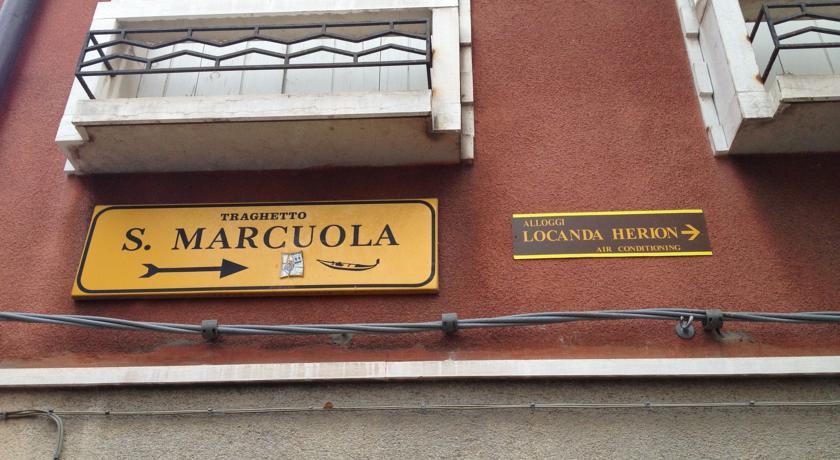 TRAGHETTO
S. MARCUOLA
ALLOGGI
LOCANDA HERION
AIR CONDITIONING